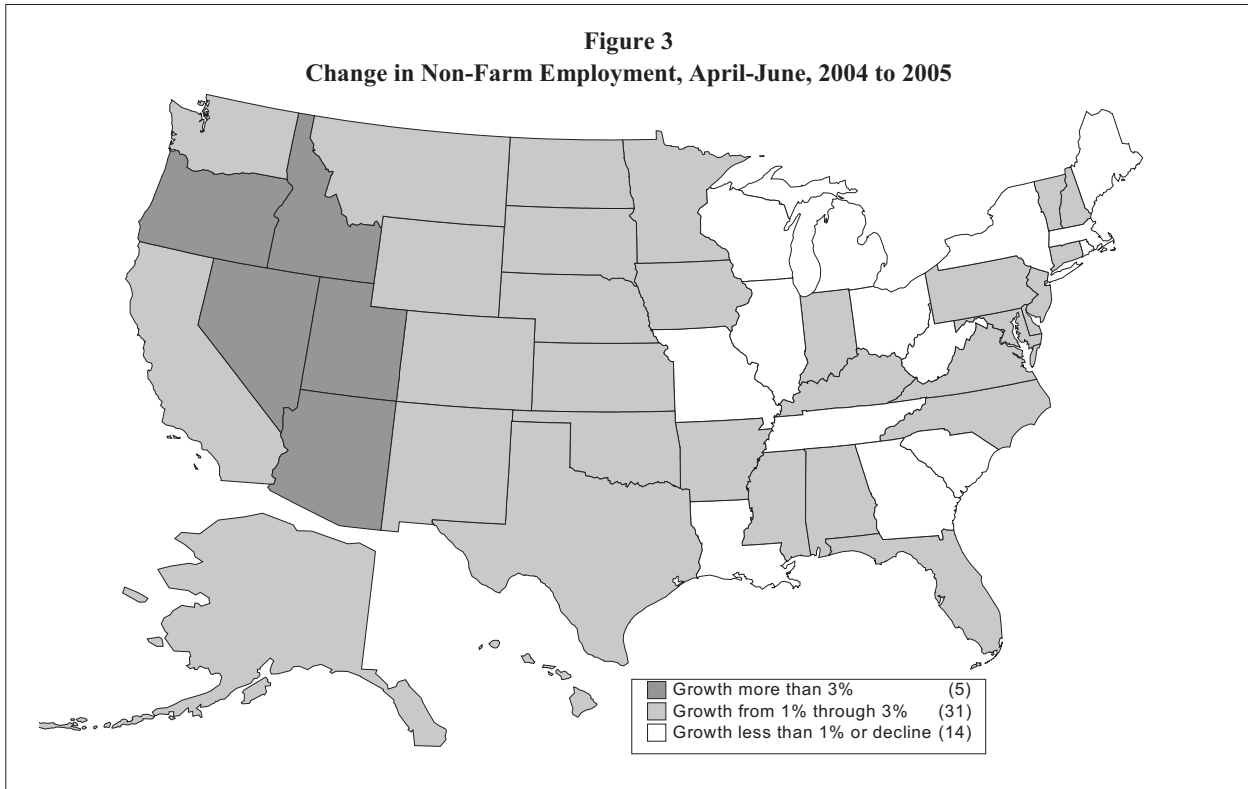 Figure 3
Change in Non-Farm Employment, April-June, 2004 to 2005
Growth more than 3% (5)
Growth from 1% through 3% (31)
Growth less than 1% or decline (14)